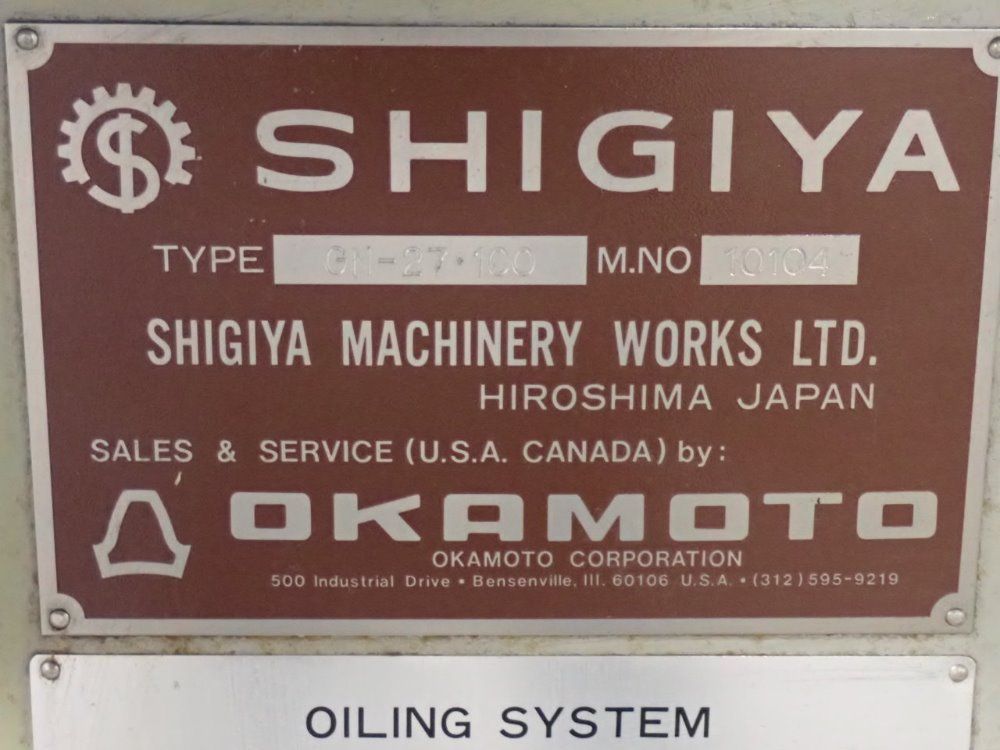 SHIGIYA
TYPE GN-27·100 M.NO 10104
SHIGIYA MACHINERY WORKS LTD.
HIROSHIMA JAPAN
SALES & SERVICE (U.S.A. CANADA) by:
OKAMOTO
OKAMOTO CORPORATION
500 Industrial Drive • Bensenville, Ill. 60106 U.S.A. • (312) 595-9219
OILING SYSTEM